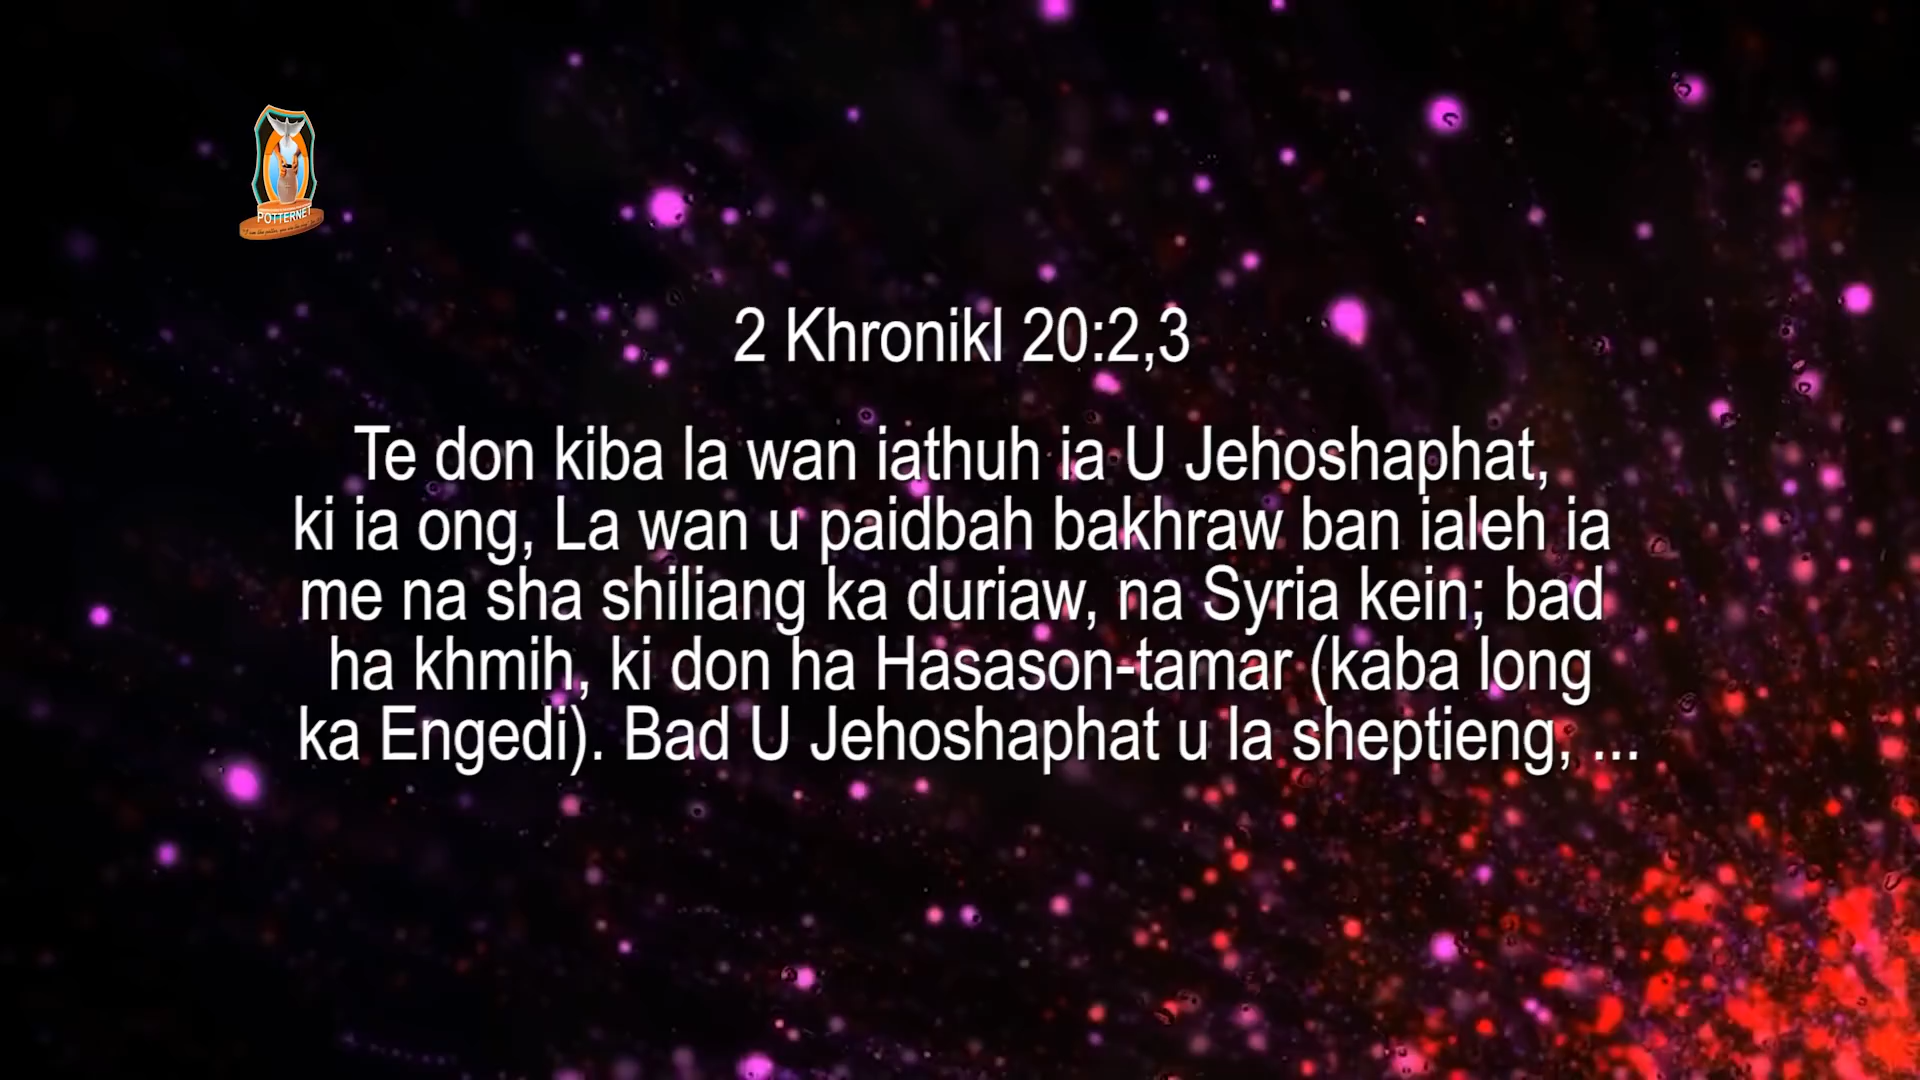 POTTERNET
2 Khronikl 20:2,3
Te don kiba la wan iathuh ia U Jehoshaphat,
ki ia ong, La wan u paidbah bakhraw ban ialeh ia
me na sha shiliang ka duriaw, na Syria kein; bad
ha khmih, ki don ha Hasason-tamar (kaba long
ka Engedi). Bad U Jehoshaphat u la sheptieng, ...